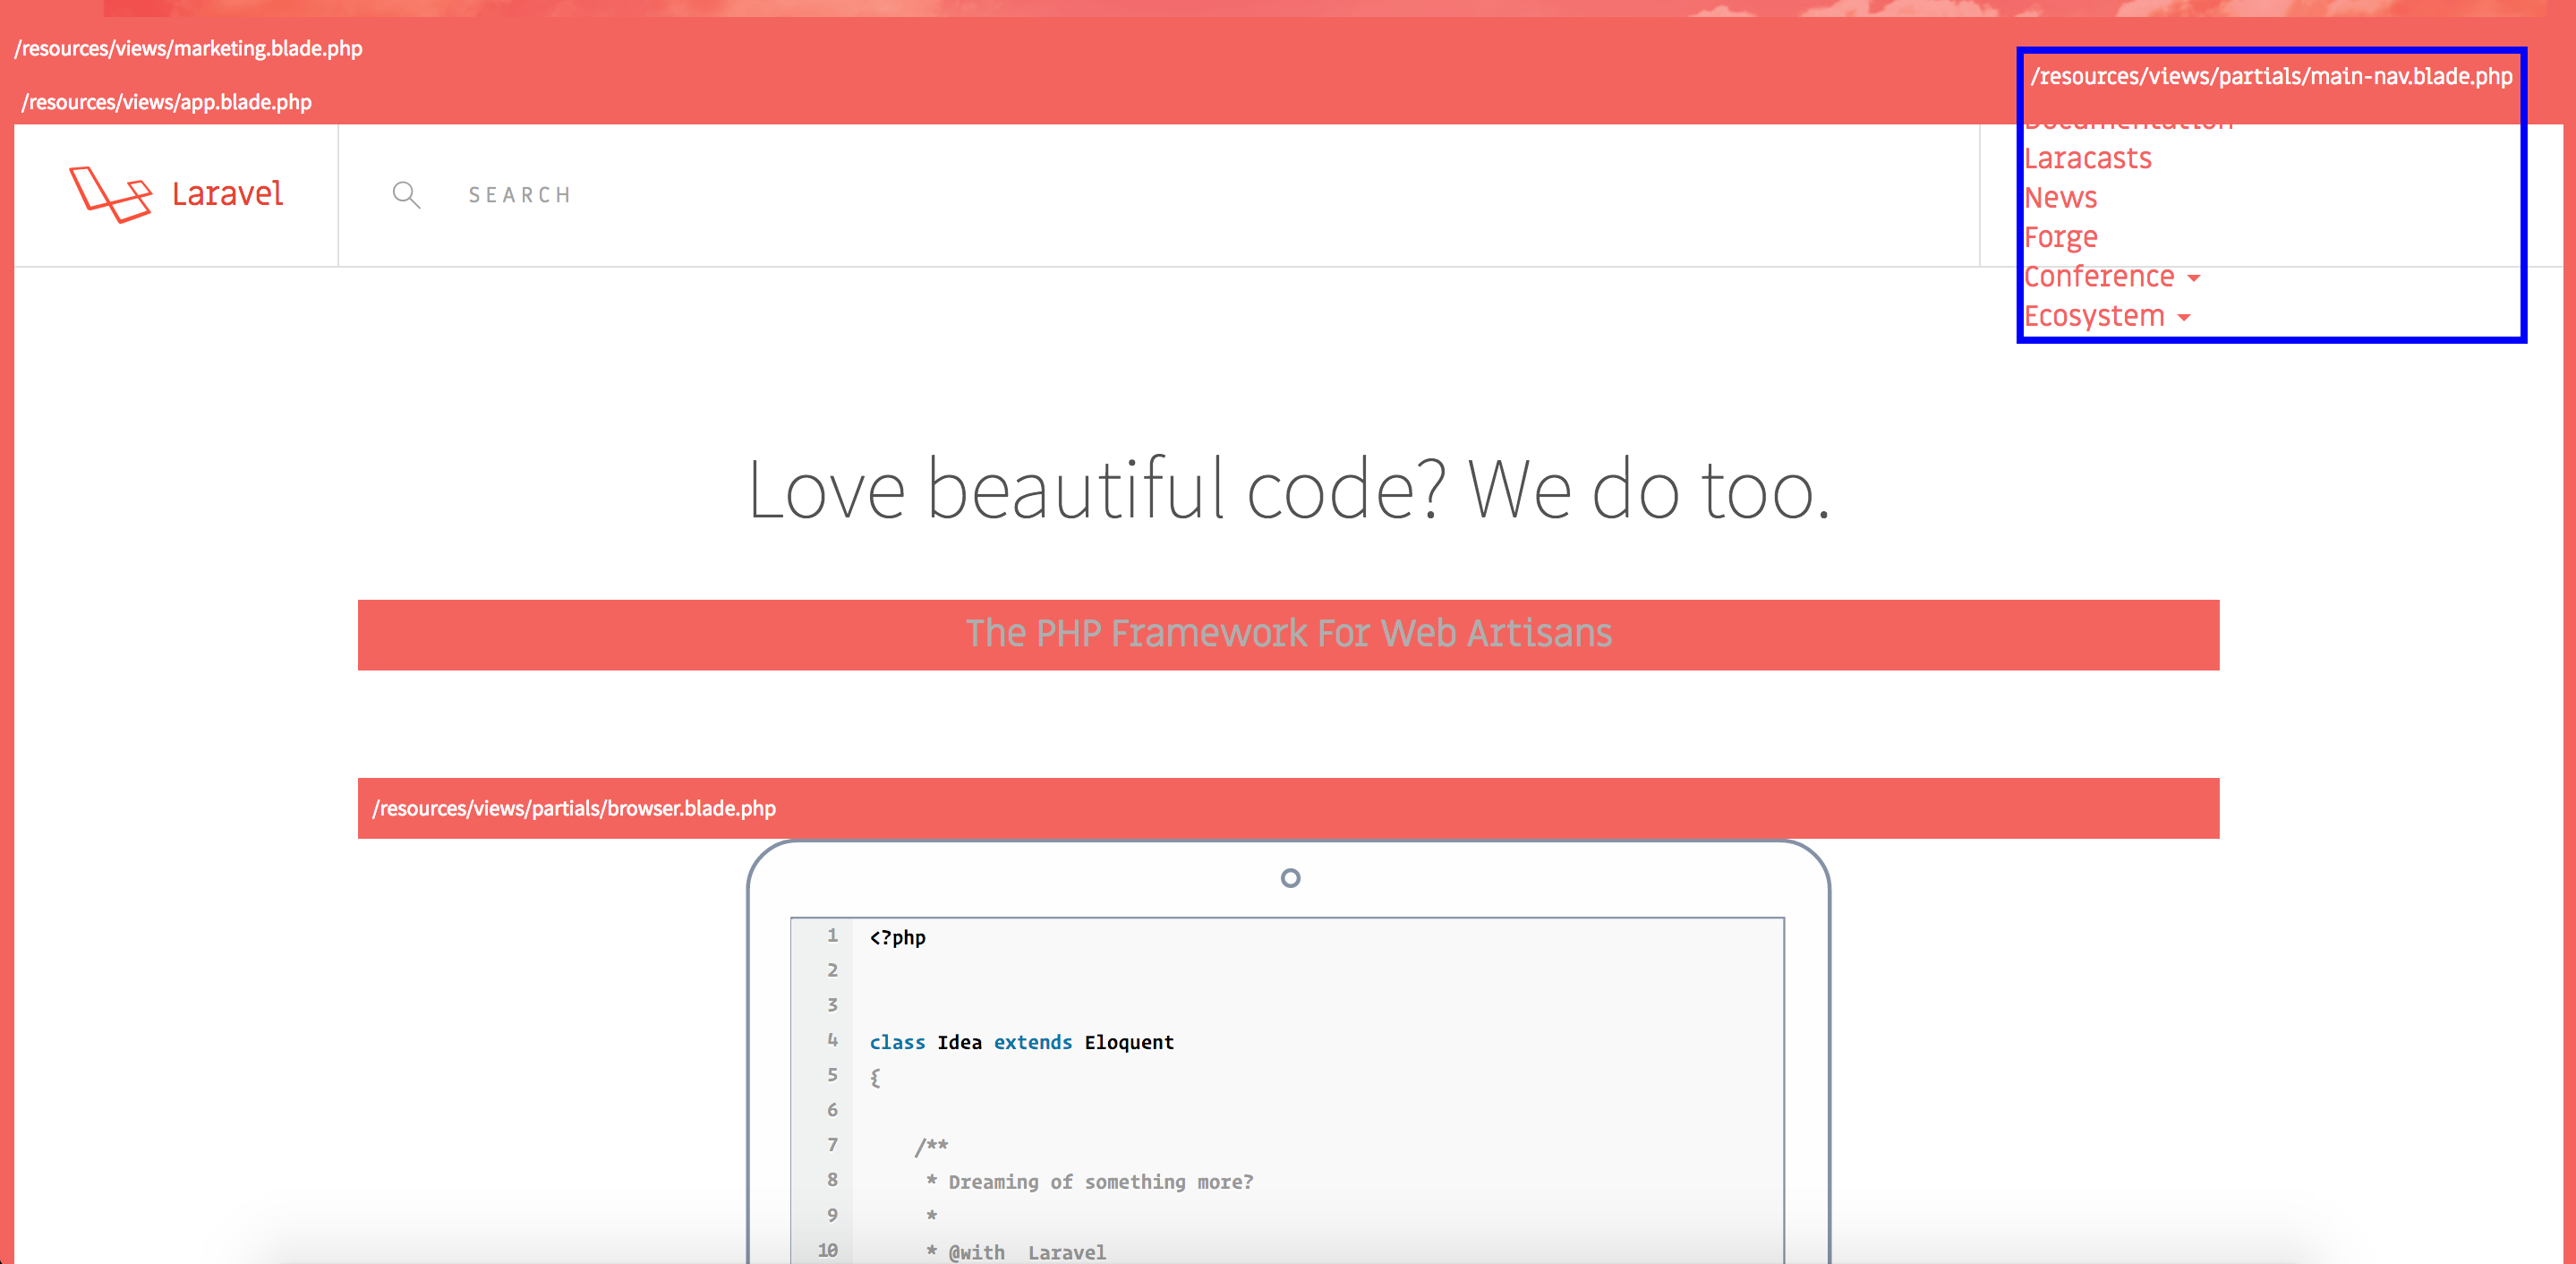 /resources/views/marketing.blade.php
/resources/views/partials/main-nav.blade.php
/resources/views/app.blade.php
Documentation
Laracasts
News
Forge
Conference
Ecosystem
Laravel
SEARCH
Love beautiful code? We do too.
The PHP Framework For Web Artisans
/resources/views/partials/browser.blade.php
1 <?php
2
3
4 class Idea extends Eloquent
5 {
6
7 /**
8 * Dreaming of something more?
9 *
10 * @with Laravel